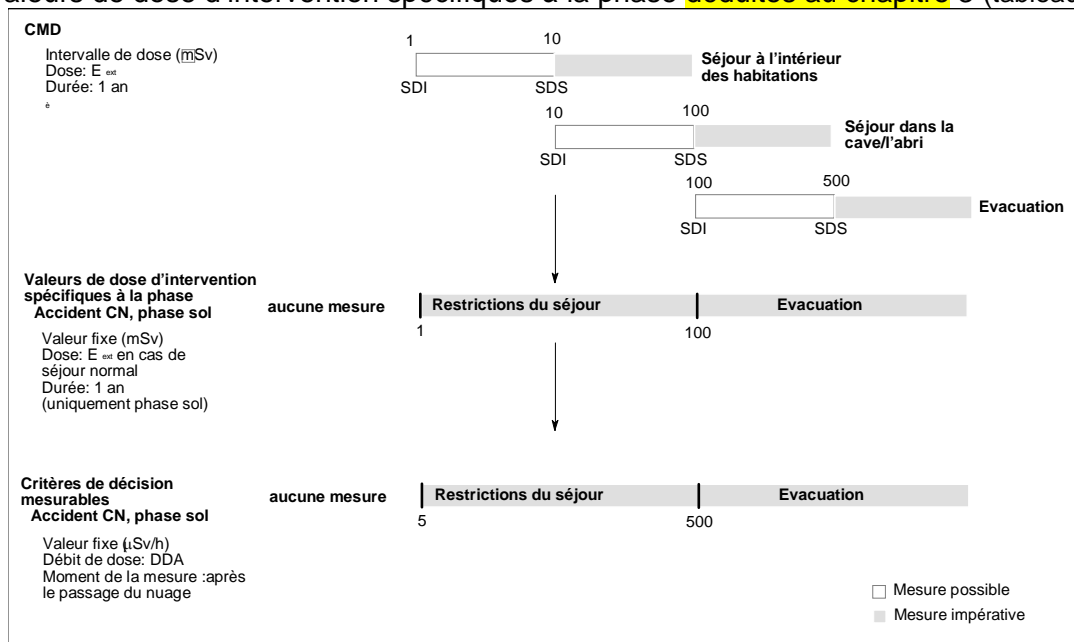 aleurs de dose d'intervention spécifiques à la phase déduites au chapitre 3 (tableau
CMD
Intervalle de dose (mSv)
Dose: E ext
Durée: 1 an
è
1 10
Séjour à l'intérieur
des habitations
SDI SDS
10 100
Séjour dans la
cave/l'abri
SDI SDS
100 500
Evacuation
SDI SDS
Valeurs de dose d'intervention
spécifiques à la phase
Accident CN, phase sol
aucune mesure Restrictions du séjour Evacuation
1 100
Valeur fixe (mSv)
Dose: E ext en cas de
séjour normal
Durée: 1 an
(uniquement phase sol)
Critères de décision
mesurables
Accident CN, phase sol
aucune mesure Restrictions du séjour Evacuation
5 500
Valeur fixe (μSv/h)
Débit de dose: DDA
Moment de la mesure :après
le passage du nuage
Mesure possible
Mesure impérative